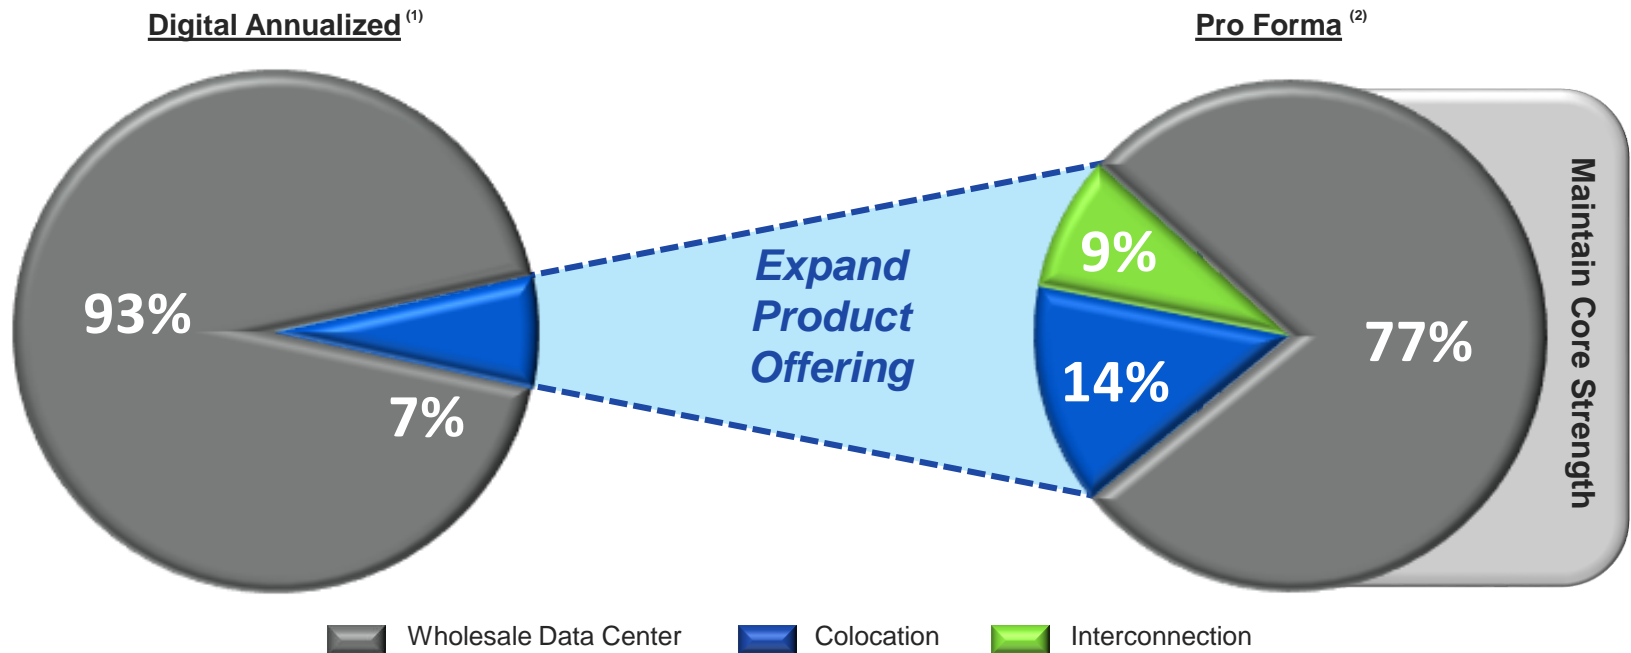 Digital Annualized (1)
Pro Forma (2)
93%
7%
Expand
Product
Offering
9%
14%
77%
Maintain Core Strength
Wholesale Data Center
Colocation
Interconnection